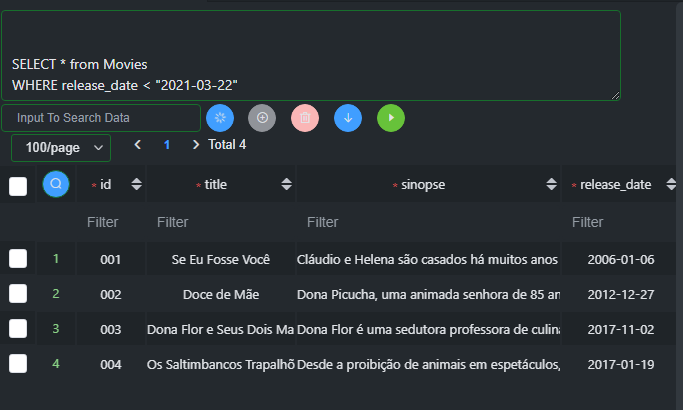 SELECT * from Movies
WHERE release_date < "2021-03-22"
Input To Search Data
100/page 1 Total 4
* id * title * sinopse * release_date
Filter Filter Filter Filter
1 001 Se Eu Fosse Você Cláudio e Helena são casados há muitos anos 2006-01-06
2 002 Doce de Mãe Dona Picucha, uma animada senhora de 85 an 2012-12-27
3 003 Dona Flor e Seus Dois Ma Dona Flor é uma sedutora professora de culina 2017-11-02
4 004 Os Saltimbancos Trapalhõ Desde a proibição de animais em espetáculos, 2017-01-19